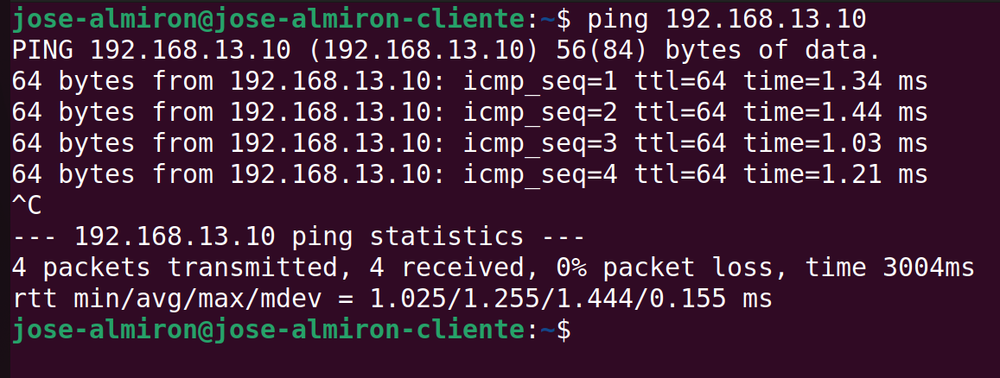 jose-almiron@jose-almiron-cliente:~$ ping 192.168.13.10
PING 192.168.13.10 (192.168.13.10) 56(84) bytes of data.
64 bytes from 192.168.13.10: icmp_seq=1 ttl=64 time=1.34 ms
64 bytes from 192.168.13.10: icmp_seq=2 ttl=64 time=1.44 ms
64 bytes from 192.168.13.10: icmp_seq=3 ttl=64 time=1.03 ms
64 bytes from 192.168.13.10: icmp_seq=4 ttl=64 time=1.21 ms
^C
--- 192.168.13.10 ping statistics ---
4 packets transmitted, 4 received, 0% packet loss, time 3004ms
rtt min/avg/max/mdev = 1.025/1.255/1.444/0.155 ms
jose-almiron@jose-almiron-cliente:~$